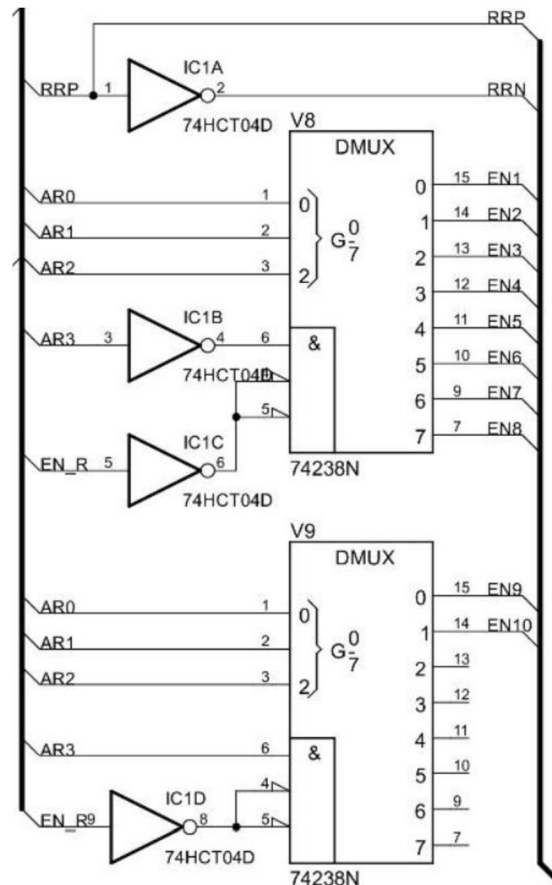 RRP
RRP 1 IC1A 2 RRN
74HCT04D
V8
DMUX
AR0 1 0 0 15 EN1
AR1 2 G 0 7 1 14 EN2
AR2 3 2 2 13 EN3
3 12 EN4
AR3 3 IC1B 4 6 & 4 11 EN5
74HCT04D 4 5 10 EN6
5 6 9 EN7
EN_R 5 IC1C 6 7 7 EN8
74HCT04D 74238N
V9
DMUX
AR0 1 0 0 15 EN9
AR1 2 G 0 7 1 14 EN10
AR2 3 2 2 13
3 12
AR3 6 & 4 11
IC1D 4 5 10
EN_R 9 8 5 6 9
74HCT04D 7 7
74238N